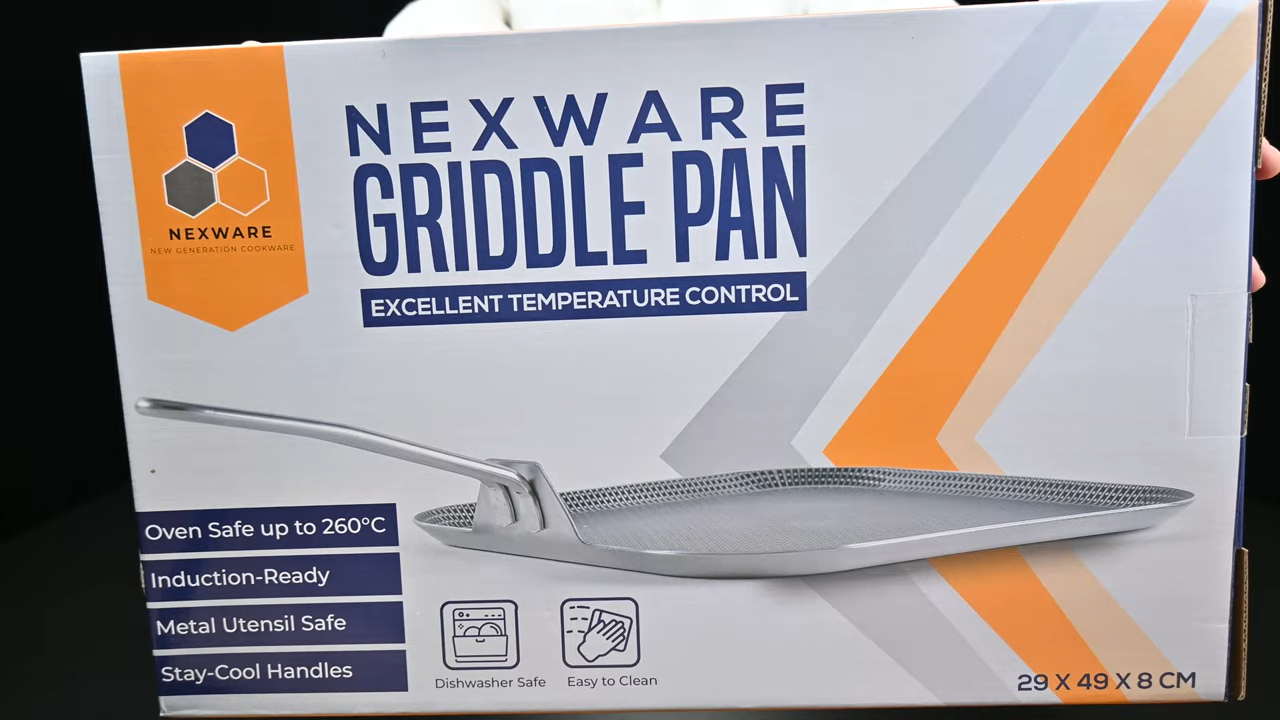 NEXWARE
NEW GENERATION COOKWARE
NEXWARE
GRIDDLE PAN
EXCELLENT TEMPERATURE CONTROL
Oven Safe up to 260°C
Induction-Ready
Metal Utensil Safe
Stay-Cool Handles
Dishwasher Safe
Easy to Clean
29 X 49 X 8 CM